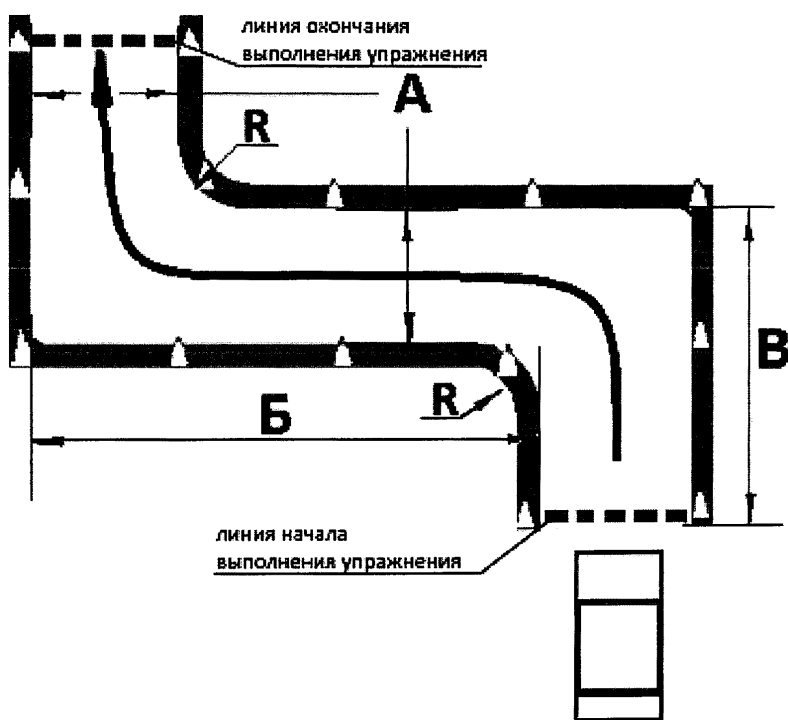 линия окончания
выполнения упражнения
А
R
В
R
Б
линия начала
выполнения упражнения